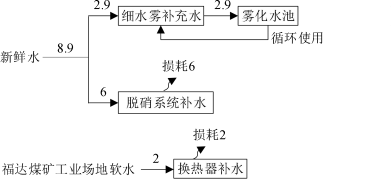 2.9 细水雾补充水 2.9 雾化水池
循环使用
新鲜水 8.9
损耗6
6 脱硝系统补水
损耗2
福达煤矿工业场地软水 2 换热器补水